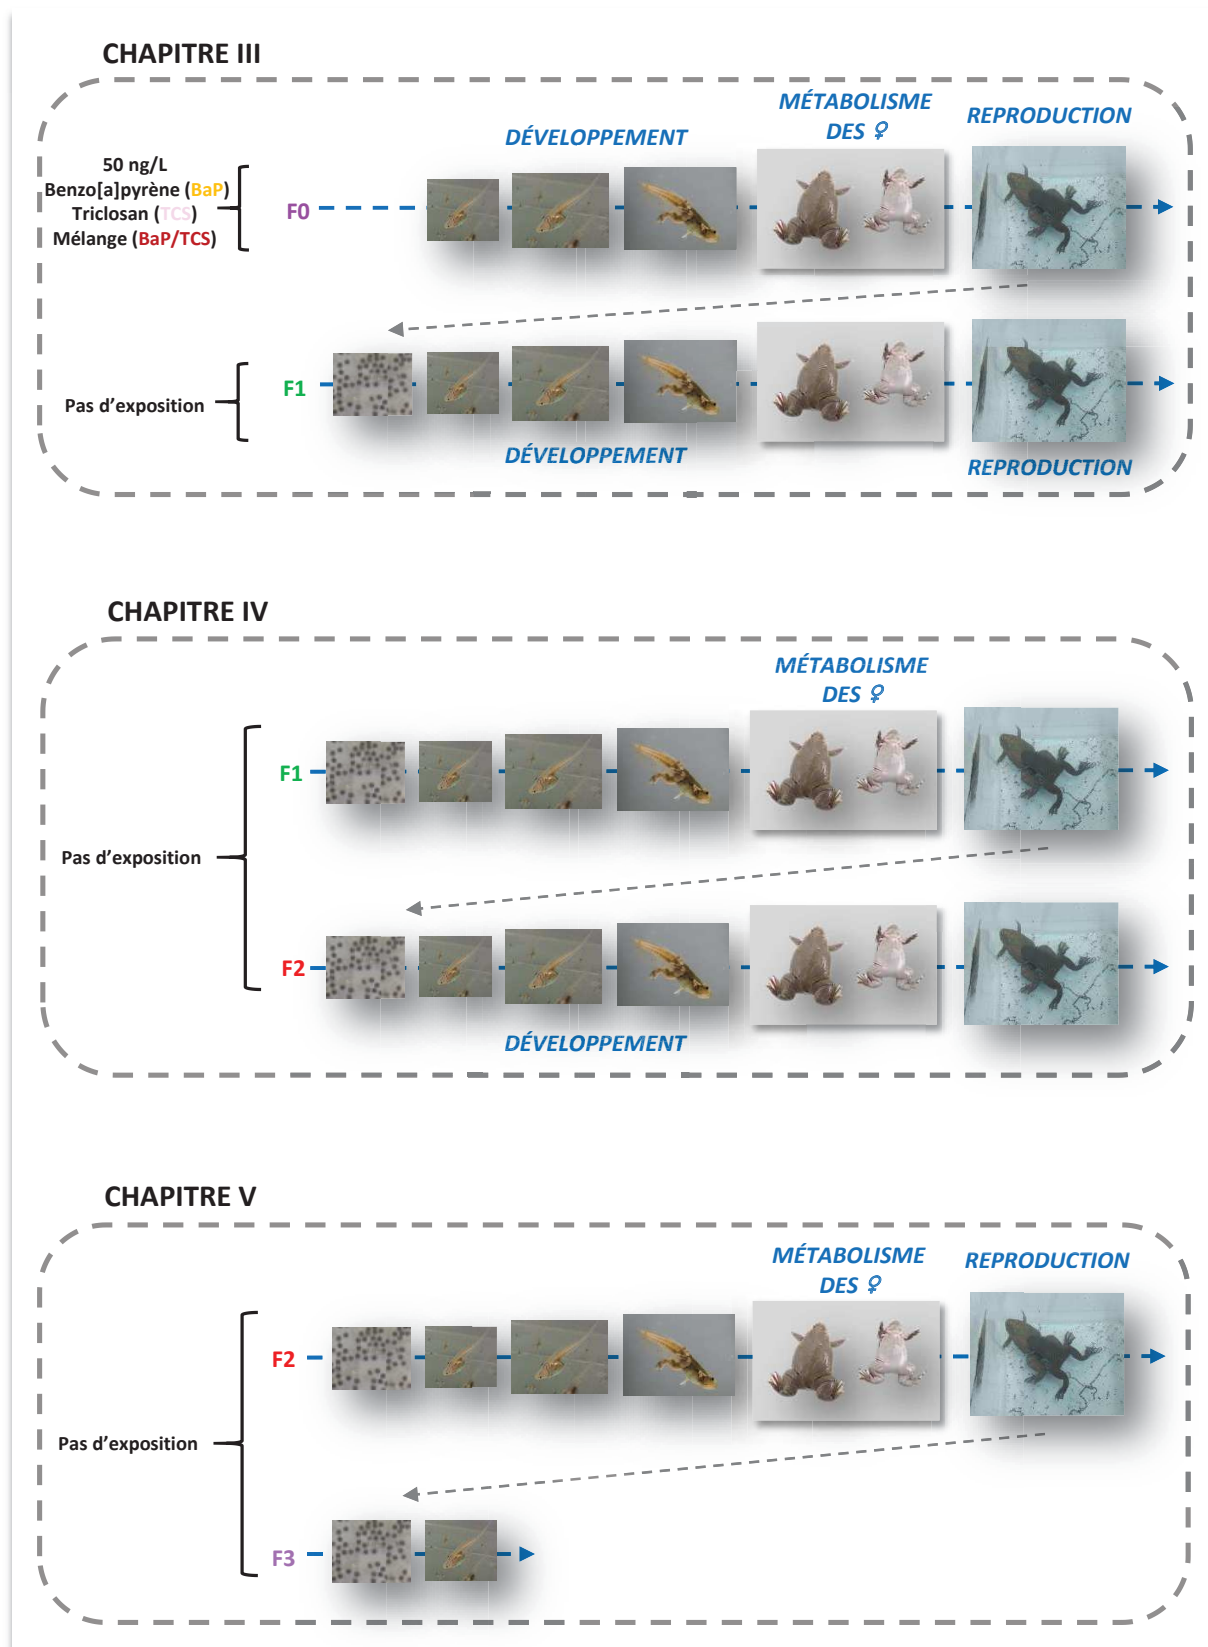 CHAPITRE III
MÉTABOLISME
DES ♀
REPRODUCTION
DÉVELOPPEMENT
50 ng/L
Benzo[a]pyrène (BaP)
Triclosan (TCS)
Mélange (BaP/TCS)
F0
Pas d'exposition
F1
DÉVELOPPEMENT
REPRODUCTION
CHAPITRE IV
MÉTABOLISME
DES ♀
F1
Pas d’exposition
F2
DÉVELOPPEMENT
CHAPITRE V
MÉTABOLISME
DES ♀
REPRODUCTION
F2
Pas d’exposition
F3